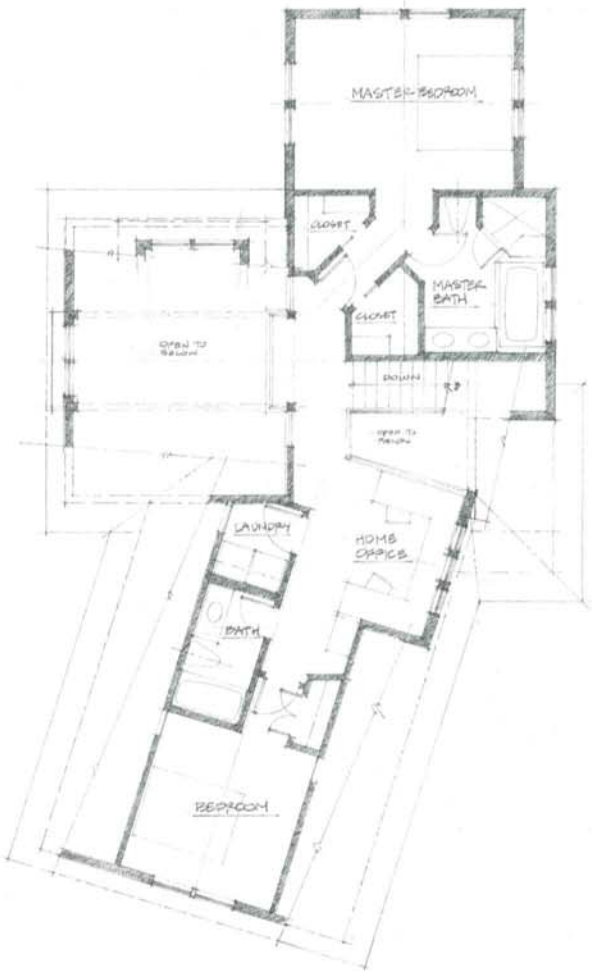 MASTER BEDROOM
CLOSET
MASTER
BATH
CLOSET
OPEN TO
BELOW
DOWN
OPEN TO
BELOW
LAUNDRY
HOME
OFFICE
BATH
BEDROOM